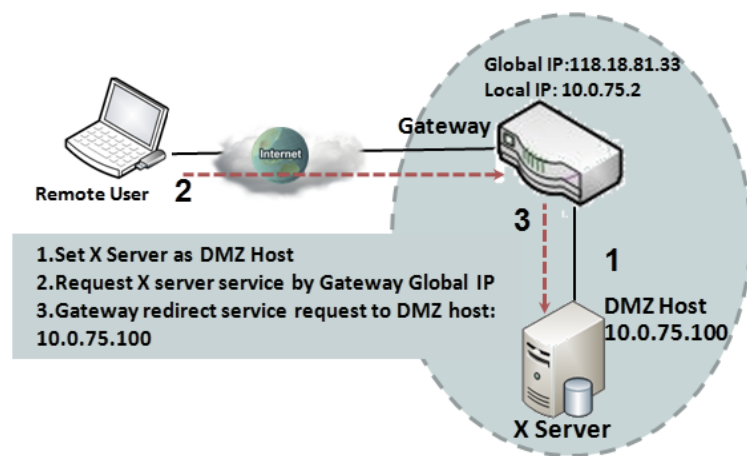 Global IP:118.18.81.33
Local IP: 10.0.75.2
Gateway
Internet
Remote User
2
3
1.Set X Server as DMZ Host
2.Request X server service by Gateway Global IP
3.Gateway redirect service request to DMZ host:
10.0.75.100
1
DMZ Host
10.0.75.100
X Server